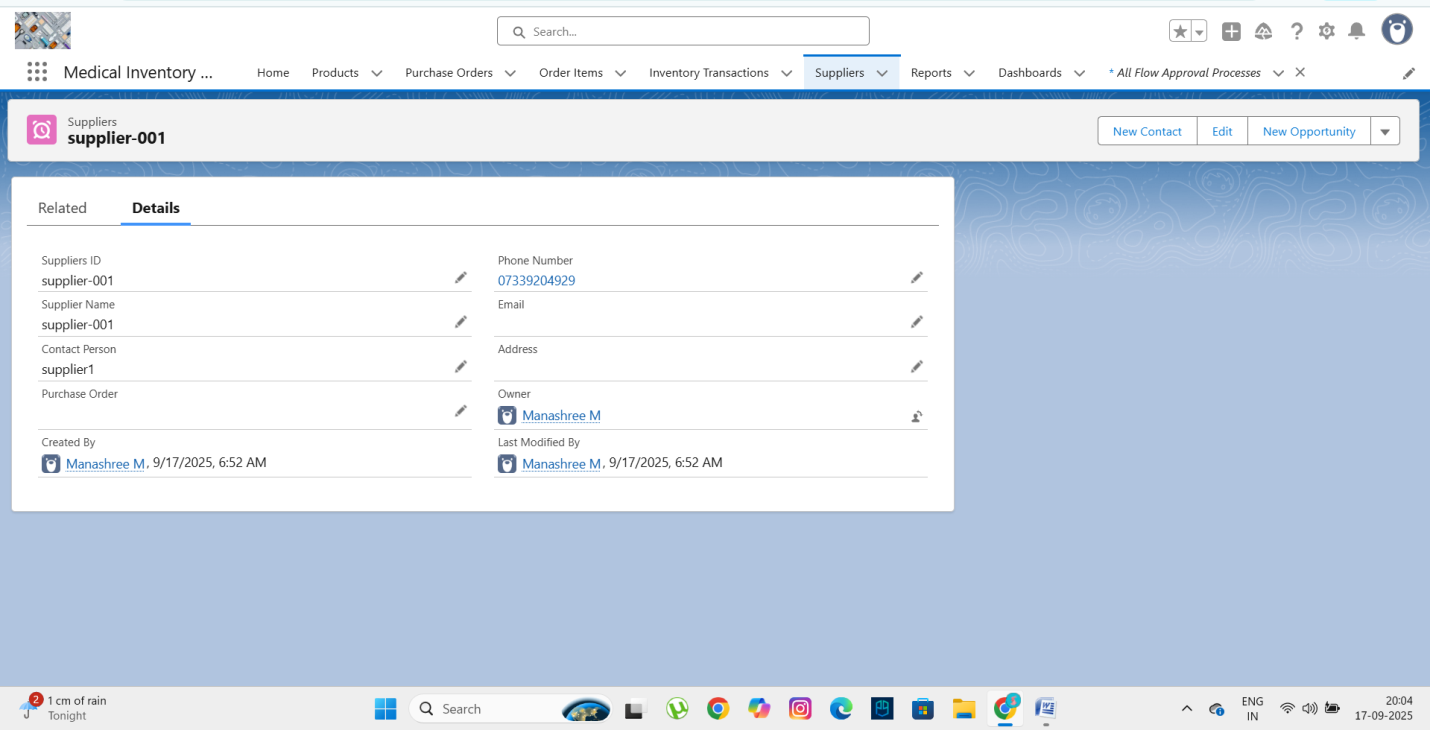 Search...
Medical Inventory ...
Home
Products
Purchase Orders
Order Items
Inventory Transactions
Suppliers
Reports
Dashboards
* All Flow Approval Processes
Suppliers
supplier-001
New Contact
Edit
New Opportunity
Related
Details
Suppliers ID
supplier-001
Phone Number
07339204929
Supplier Name
supplier-001
Email
Contact Person
supplier1
Address
Purchase Order
Owner
Manashree M
Created By
Manashree M, 9/17/2025, 6:52 AM
Last Modified By
Manashree M, 9/17/2025, 6:52 AM
2
1 cm of rain
Tonight
Search
ENG
IN
20:04
17-09-2025